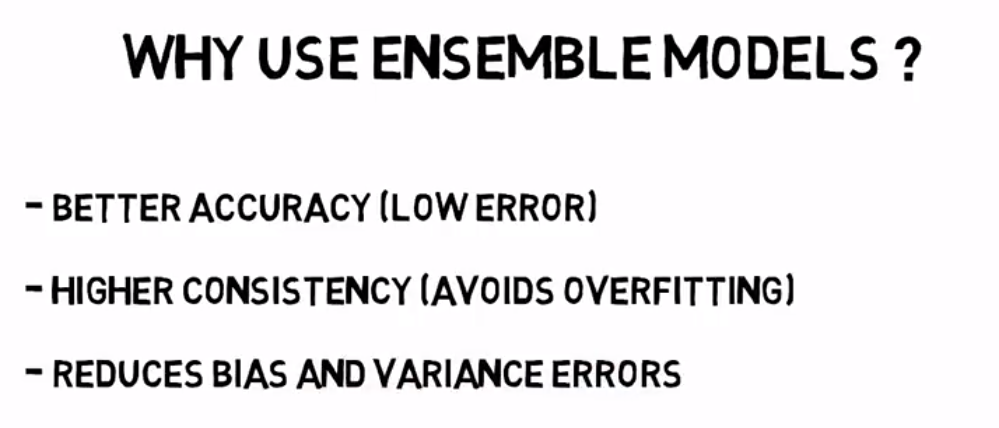 WHY USE ENSEMBLE MODELS ?
- BETTER ACCURACY (LOW ERROR)
- HIGHER CONSISTENCY (AVOIDS OVERFITTING)
- REDUCES BIAS AND VARIANCE ERRORS